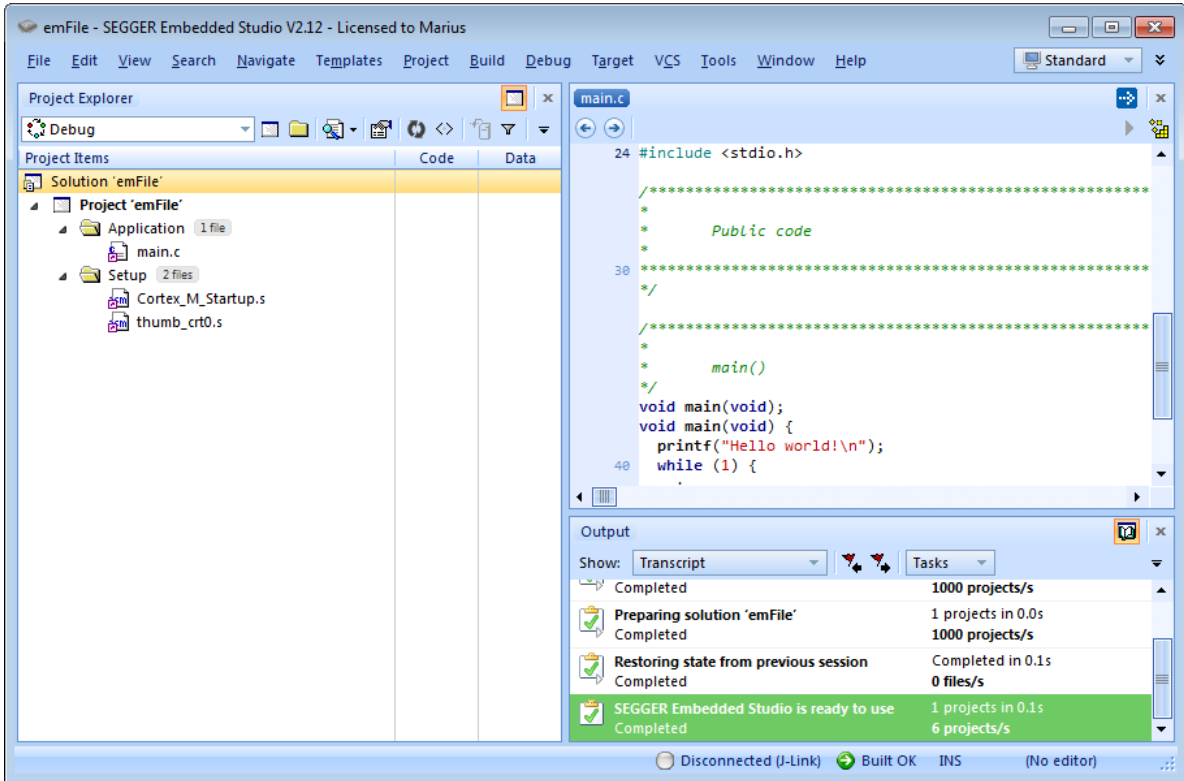 emFile - SEGGER Embedded Studio V2.12 - Licensed to Marius
File Edit View Search Navigate Templates Project Build Debug Target VCS Tools Window Help Standard
Project Explorer
Debug
Project Items Code Data
Solution 'emFile'
Project 'emFile'
Application 1 file
main.c
Setup 2 files
Cortex_M_Startup.s
thumb_crt0.s
main.c
24 #include <stdio.h>
/********************************************************
*
* Public code
*
30 *********************************************************
*/
/********************************************************
*
* main()
*/
void main(void);
void main(void) {
printf("Hello world!\n");
40 while (1) {
Output
Show: Transcript Tasks
Completed 1000 projects/s
Preparing solution 'emFile' 1 projects in 0.0s
Completed 1000 projects/s
Restoring state from previous session Completed in 0.1s
Completed 0 files/s
SEGGER Embedded Studio is ready to use 1 projects in 0.1s
Completed 6 projects/s
Disconnected (J-Link) Built OK INS (No editor)